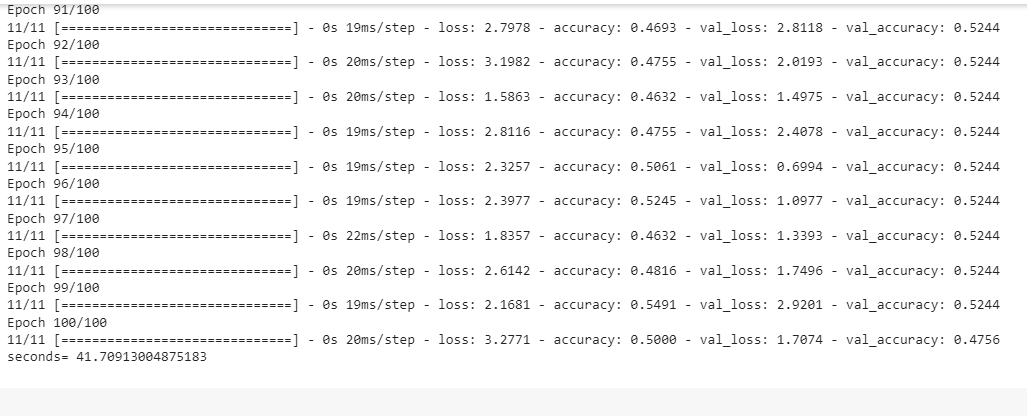 Epoch 91/100
11/11 [==============================] - 0s 19ms/step - loss: 2.7978 - accuracy: 0.4693 - val_loss: 2.8118 - val_accuracy: 0.5244
Epoch 92/100
11/11 [==============================] - 0s 20ms/step - loss: 3.1982 - accuracy: 0.4755 - val_loss: 2.0193 - val_accuracy: 0.5244
Epoch 93/100
11/11 [==============================] - 0s 20ms/step - loss: 1.5863 - accuracy: 0.4632 - val_loss: 1.4975 - val_accuracy: 0.5244
Epoch 94/100
11/11 [==============================] - 0s 19ms/step - loss: 2.8116 - accuracy: 0.4755 - val_loss: 2.4078 - val_accuracy: 0.5244
Epoch 95/100
11/11 [==============================] - 0s 19ms/step - loss: 2.3257 - accuracy: 0.5061 - val_loss: 0.6994 - val_accuracy: 0.5244
Epoch 96/100
11/11 [==============================] - 0s 19ms/step - loss: 2.3977 - accuracy: 0.5245 - val_loss: 1.0977 - val_accuracy: 0.5244
Epoch 97/100
11/11 [==============================] - 0s 22ms/step - loss: 1.8357 - accuracy: 0.4632 - val_loss: 1.3393 - val_accuracy: 0.5244
Epoch 98/100
11/11 [==============================] - 0s 20ms/step - loss: 2.6142 - accuracy: 0.4816 - val_loss: 1.7496 - val_accuracy: 0.5244
Epoch 99/100
11/11 [==============================] - 0s 19ms/step - loss: 2.1681 - accuracy: 0.5491 - val_loss: 2.9201 - val_accuracy: 0.5244
Epoch 100/100
11/11 [==============================] - 0s 20ms/step - loss: 3.2771 - accuracy: 0.5000 - val_loss: 1.7074 - val_accuracy: 0.4756
seconds= 41.70913004875183